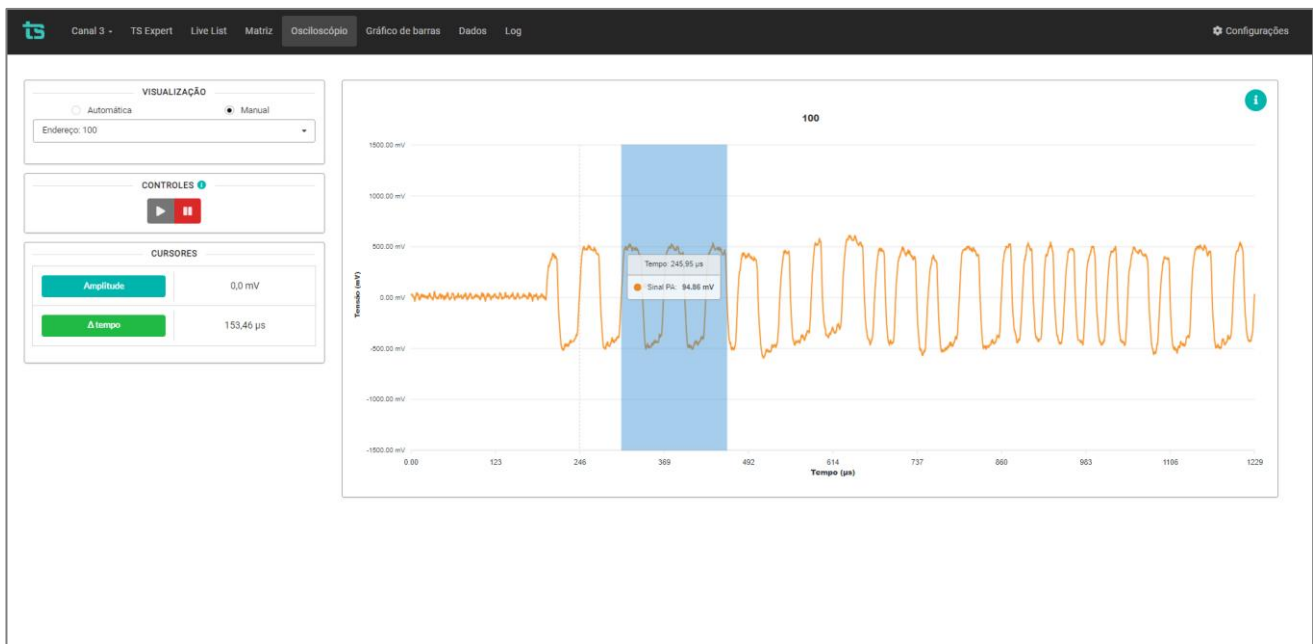 ts Canal 3 TS Expert Live List Matriz Osciloscópio Gráfico de barras Dados Log Configurações
VISUALIZAÇÃO
Automática Manual
Endereço: 100
CONTROLES i
CURSORES
Amplitude 0,0 mV
Δ tempo 153,46 µs
i
100
1500.00 mV
1000.00 mV
500.00 mV
0.00 mV
-500.00 mV
-1000.00 mV
-1500.00 mV
Tensão (mV)
Tempo: 245,95 µs
Sinal PA: 94.86 mV
0.00 123 246 369 492 614 737 860 983 1106 1229
Tempo (µs)